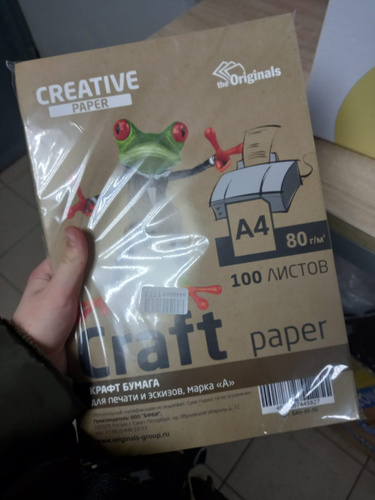 CREATIVE
PAPER
the Originals
A4
80 г/м²
100 ЛИСТОВ
Craft paper
КРАФТ БУМАГА
для печати и эскизов, марка «А»
www.originals-group.ru